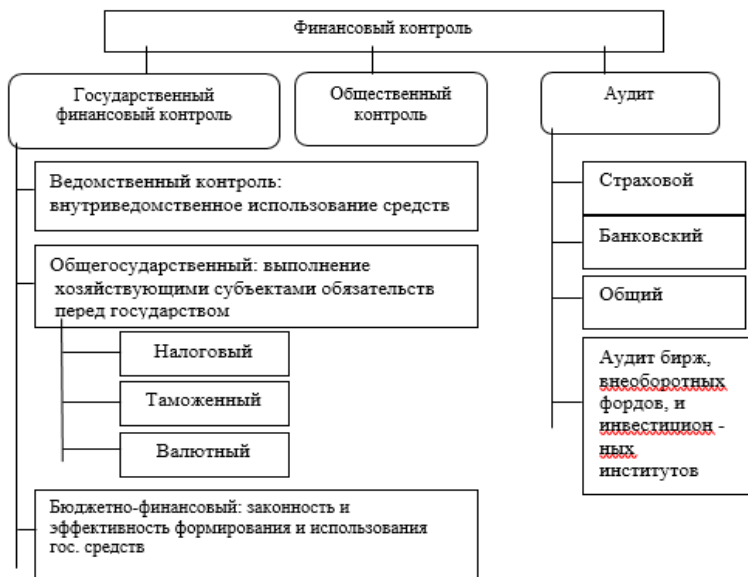 Финансовый контроль
Государственный
финансовый контроль
Общественный
контроль
Аудит
Ведомственный контроль:
внутриведомственное использование средств
Общегосударственный: выполнение
хозяйствующими субъектами обязательств
перед государством
Налоговый
Таможенный
Валютный
Бюджетно-финансовый: законность и
эффективность формирования и использования
гос. средств
Страховой
Банковский
Общий
Аудит бирж,
внеоборотных
фордов, и
инвестицион -
ных
институтов